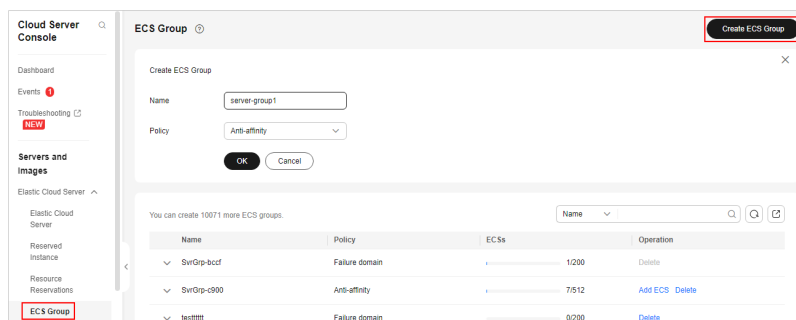 Cloud Server Console
Dashboard
Events 1
Troubleshooting
NEW
Servers and Images
Elastic Cloud Server
Elastic Cloud Server
Reserved Instance
Resource Reservations
ECS Group
ECS Group
Create ECS Group
Create ECS Group
Name server-group1
Policy Anti-affinity
OK Cancel
You can create 10071 more ECS groups. Name
Name Policy ECSs Operation
SvrGrp-bccf Failure domain 1/200 Delete
SvrGrp-c900 Anti-affinity 7/512 Add ECS Delete
Failure domain 0/200 Delete